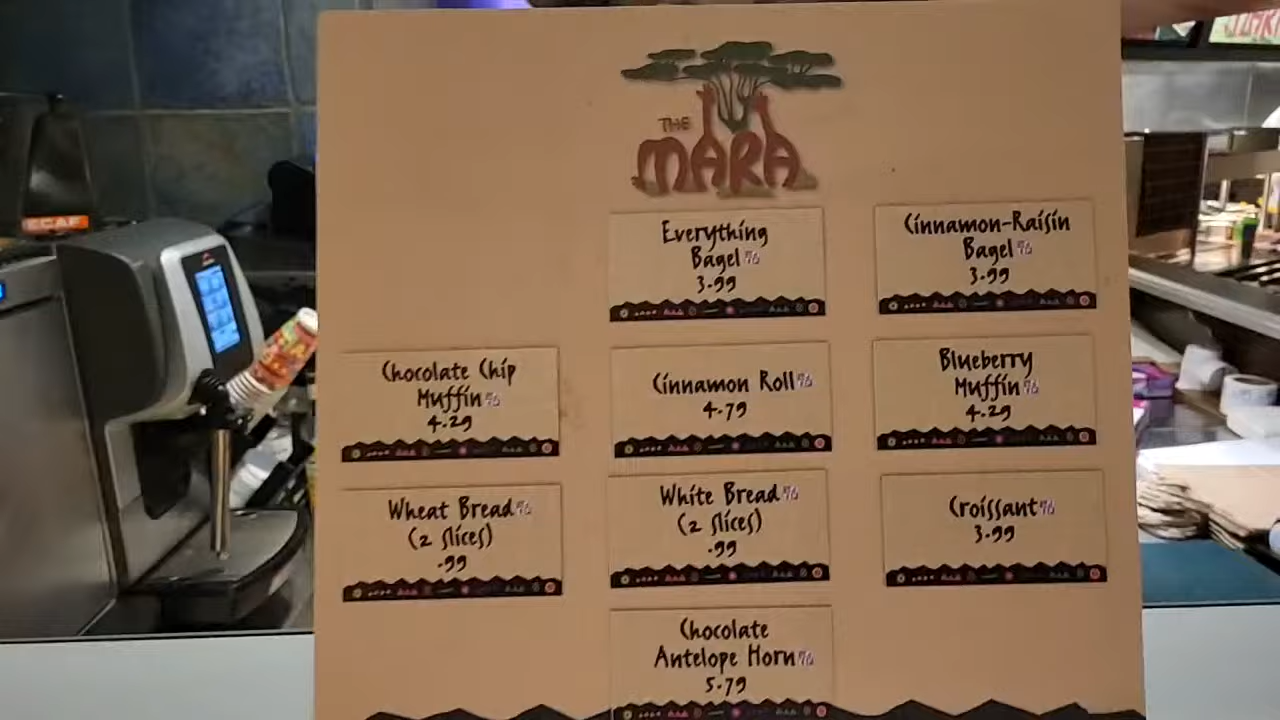 THE
MARA
Everything
Bagel
3.99
Cinnamon-Raisin
Bagel
3.99
Chocolate Chip
Muffin
4.29
Cinnamon Roll
4.79
Blueberry
Muffin
4.29
Wheat Bread
(2 slices)
.99
White Bread
(2 slices)
.99
Croissant
3.99
Chocolate
Antelope Horn
5.79
ECAF